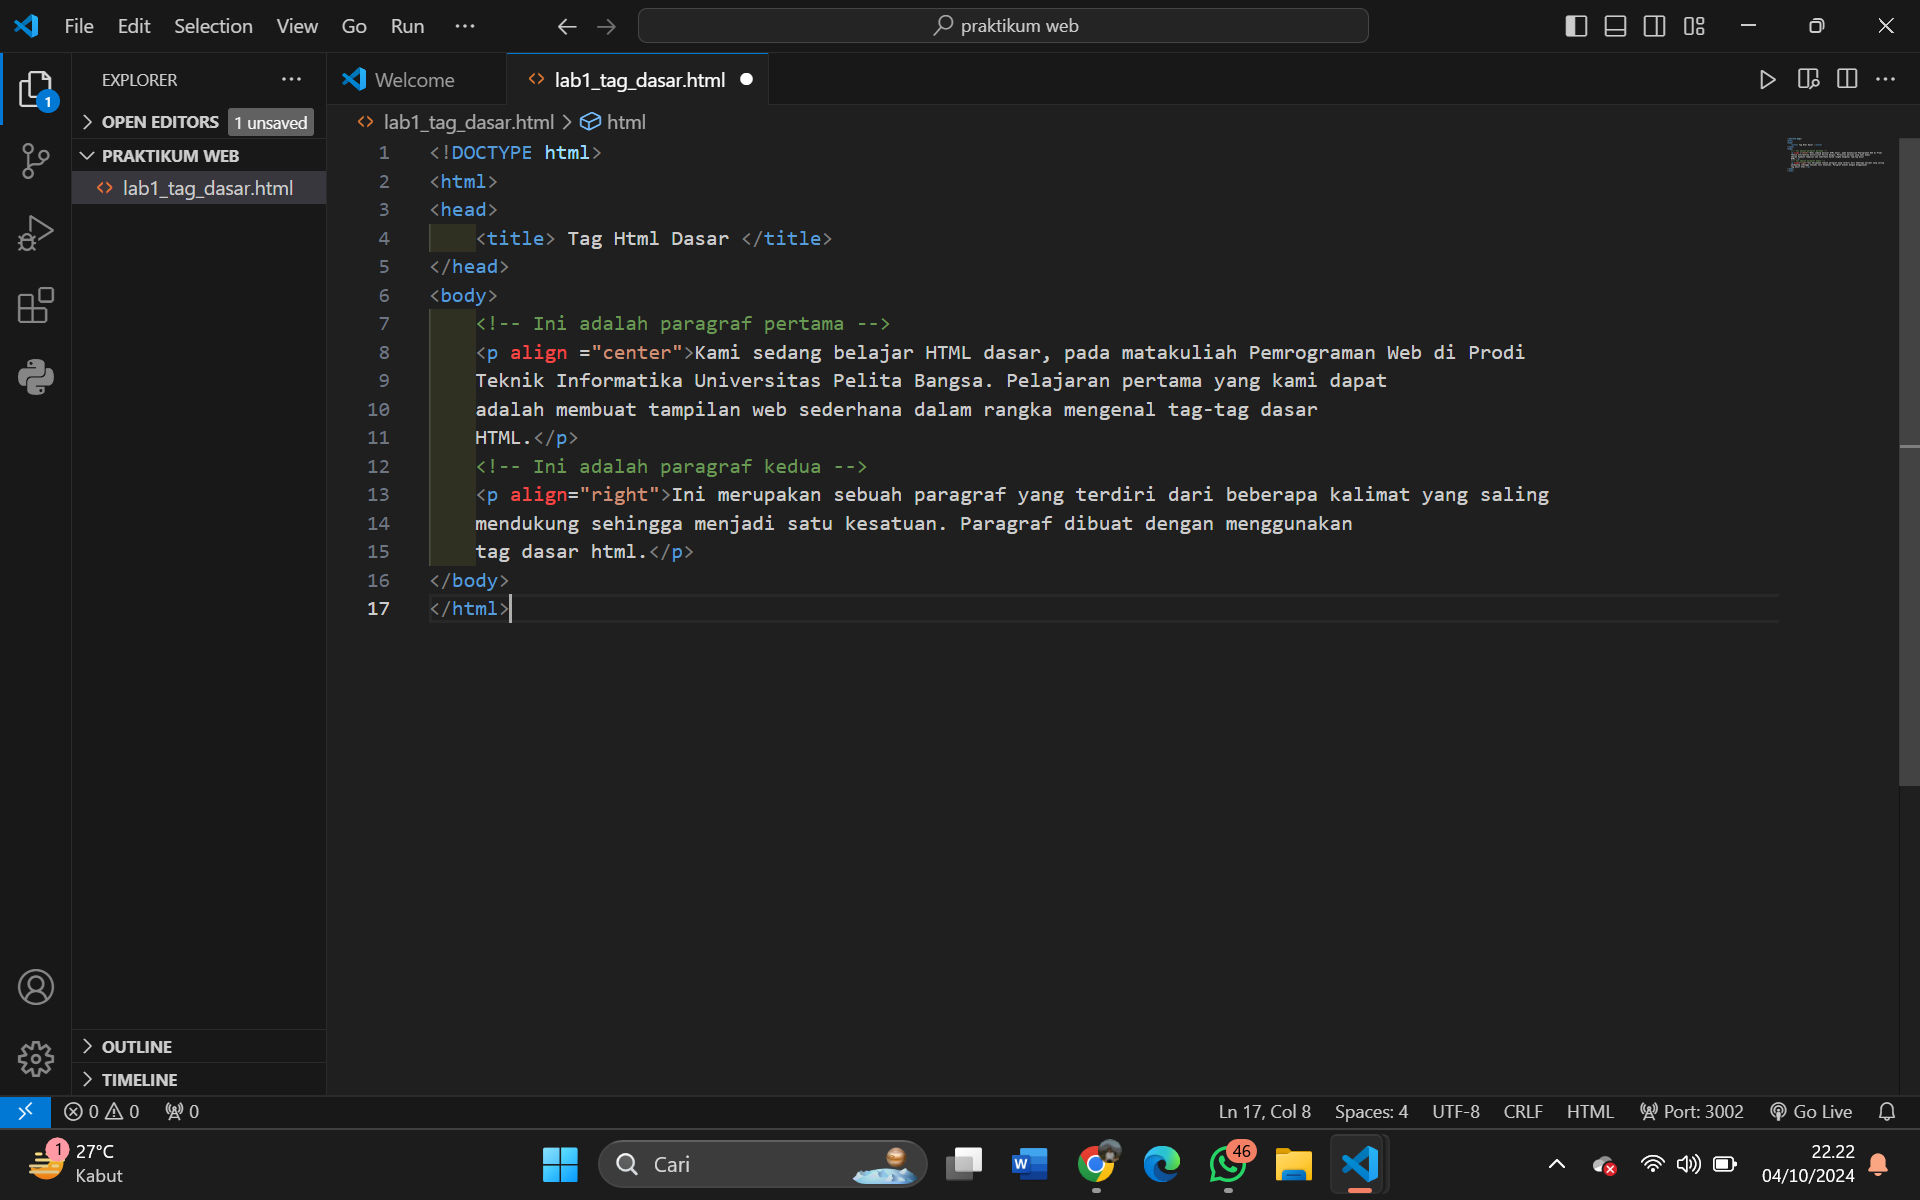 File Edit Selection View Go Run ···
praktikum web
EXPLORER
OPEN EDITORS 1 unsaved
PRAKTIKUM WEB
lab1_tag_dasar.html
OUTLINE
TIMELINE
1
Welcome
lab1_tag_dasar.html
lab1_tag_dasar.html > html
1 <!DOCTYPE html>
2 <html>
3 <head>
4     <title> Tag Html Dasar </title>
5 </head>
6 <body>
7     <!-- Ini adalah paragraf pertama -->
8     <p align ="center">Kami sedang belajar HTML dasar, pada matakuliah Pemrograman Web di Prodi
9     Teknik Informatika Universitas Pelita Bangsa. Pelajaran pertama yang kami dapat
10     adalah membuat tampilan web sederhana dalam rangka mengenal tag-tag dasar
11     HTML.</p>
12     <!-- Ini adalah paragraf kedua -->
13     <p align="right">Ini merupakan sebuah paragraf yang terdiri dari beberapa kalimat yang saling
14     mendukung sehingga menjadi satu kesatuan. Paragraf dibuat dengan menggunakan
15     tag dasar html.</p>
16 </body>
17 </html>
0 0 0
Ln 17, Col 8 Spaces: 4 UTF-8 CRLF HTML Port: 3002 Go Live
1 27°C
Kabut
Cari
W
46
22.22
04/10/2024